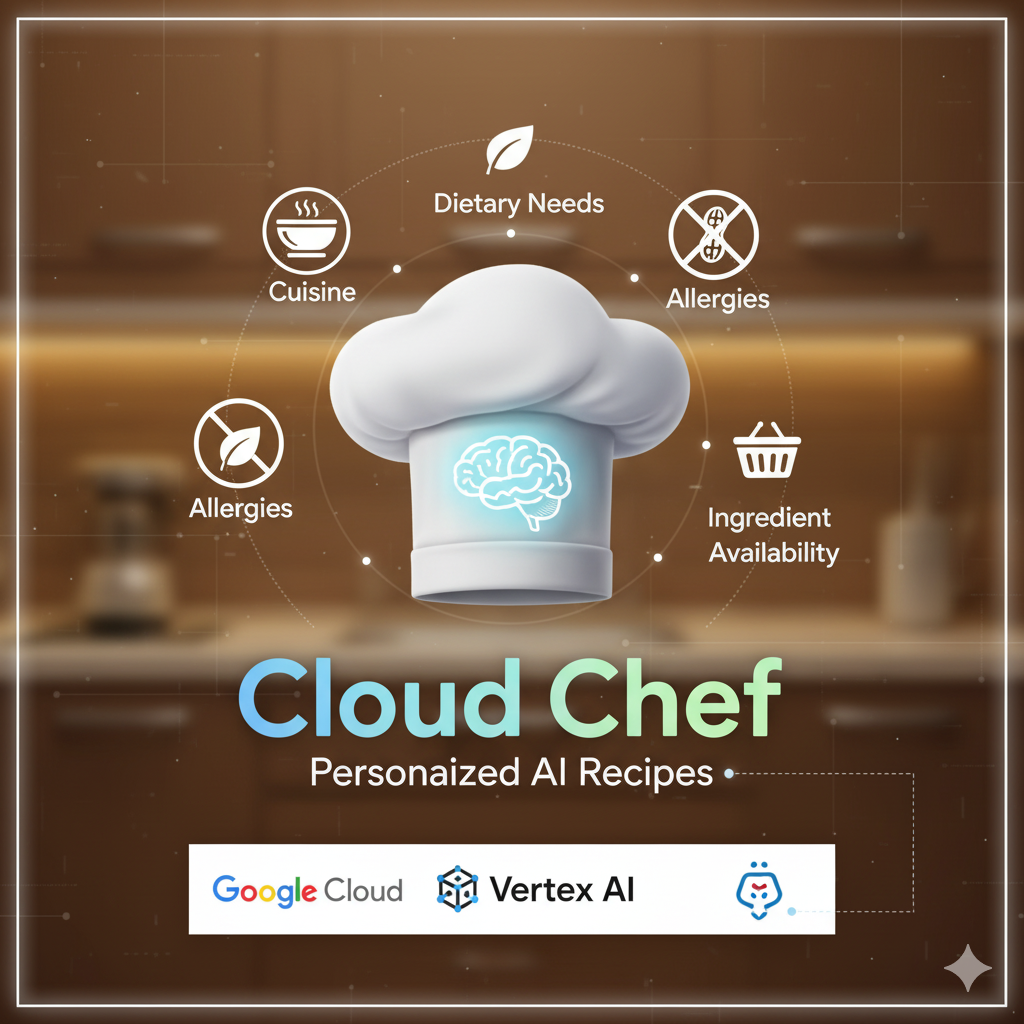 Dietary Needs
Cuisine
Allergies
Allergies
Ingredient
Availability
Cloud Chef
Personaized AI Recipes
Google Cloud
Vertex AI